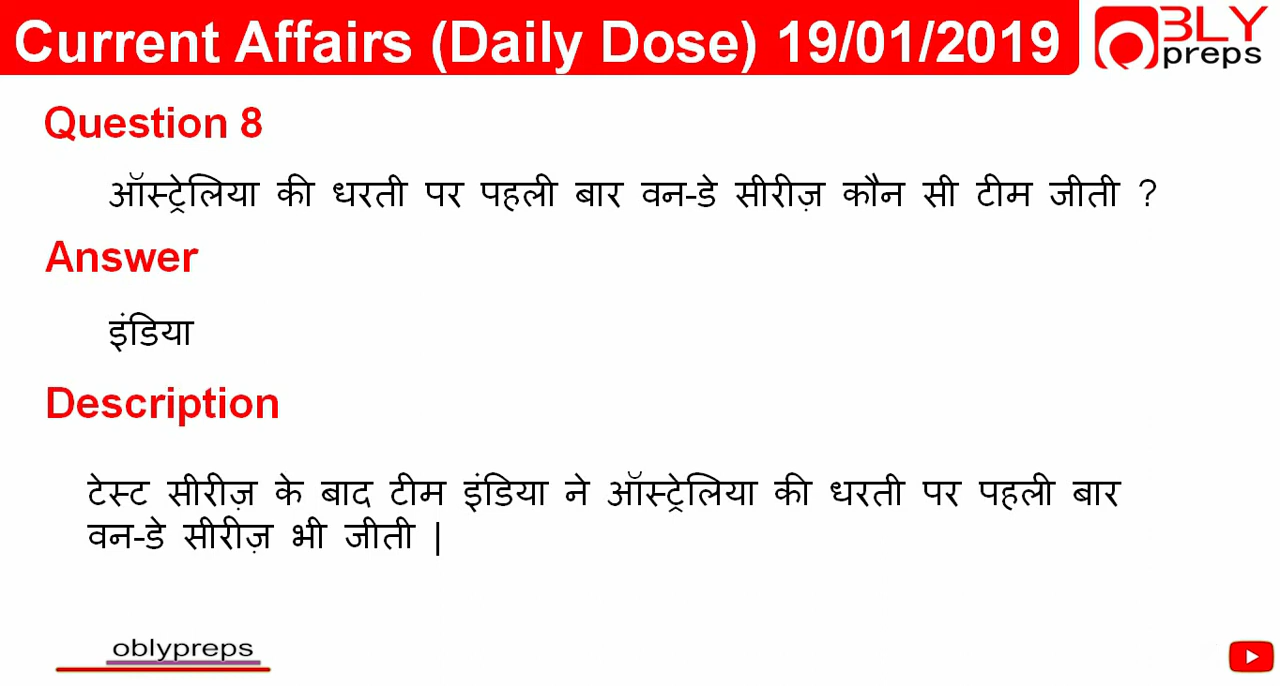 Current Affairs (Daily Dose) 19/01/2019
BLY
preps
Question 8
ऑस्ट्रेलिया की धरती पर पहली बार वन-डे सीरीज़ कौन सी टीम जीती ?
Answer
इंडिया
Description
टेस्ट सीरीज़ के बाद टीम इंडिया ने ऑस्ट्रेलिया की धरती पर पहली बार
वन-डे सीरीज़ भी जीती |
oblypreps